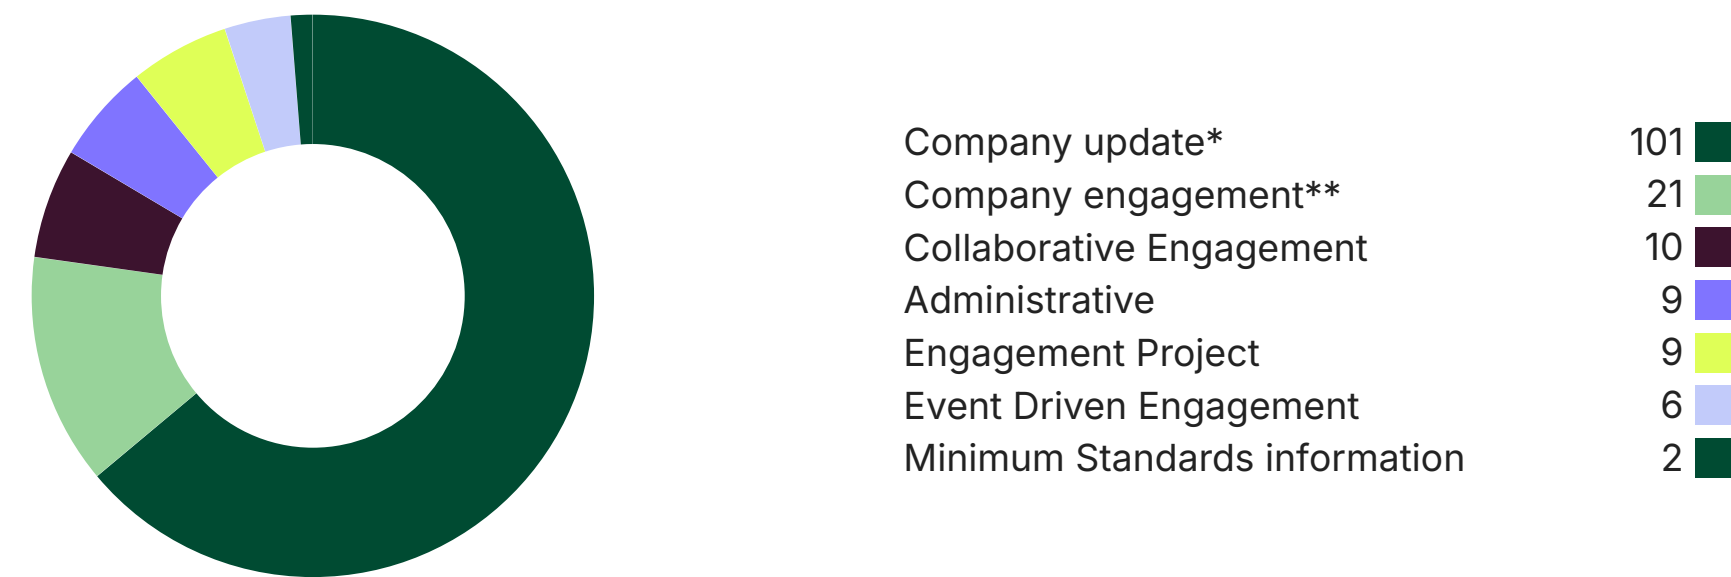 Company update* 101
Company engagement** 21
Collaborative Engagement 10
Administrative 9
Engagement Project 9
Event Driven Engagement 6
Minimum Standards information 2